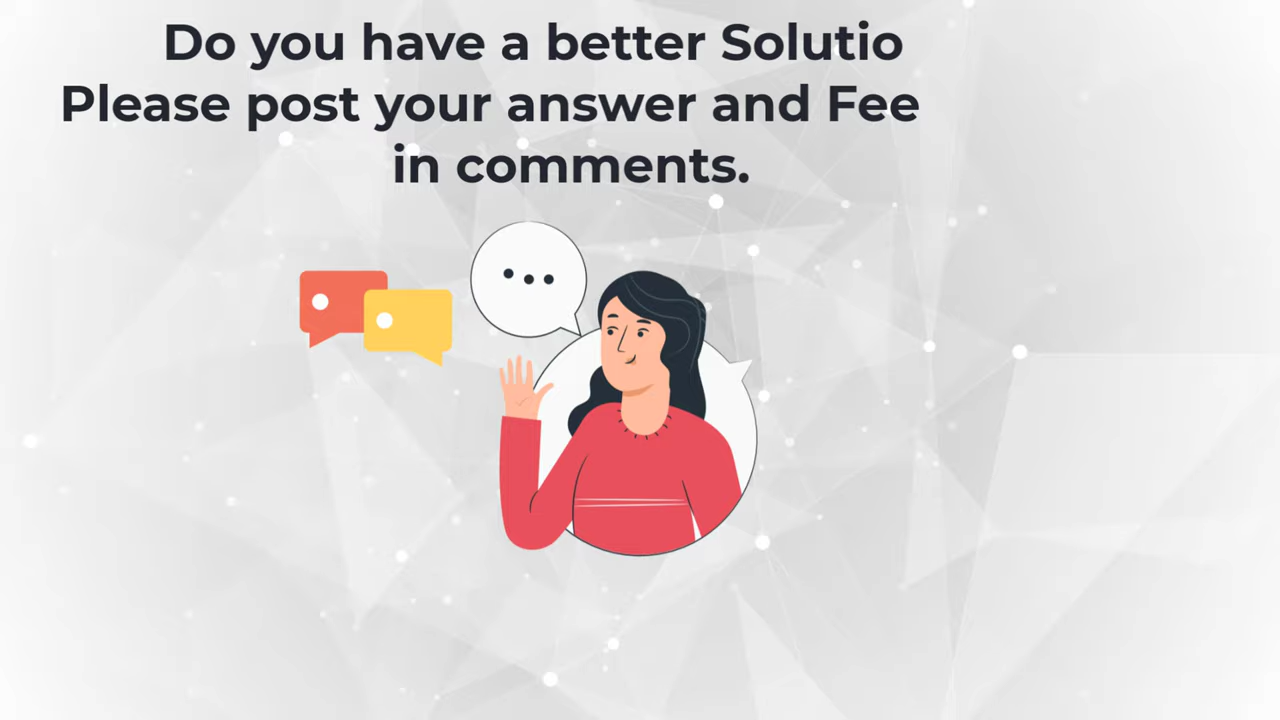 Do you have a better Solutio
Please post your answer and Fee
in comments.